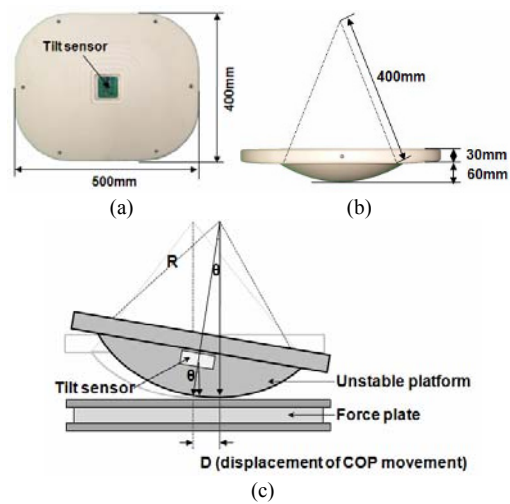 Tilt sensor
400mm
500mm
(a)
400mm
30mm
60mm
(b)
R
θ
θ
Tilt sensor
Unstable platform
Force plate
D (displacement of COP movement)
(c)